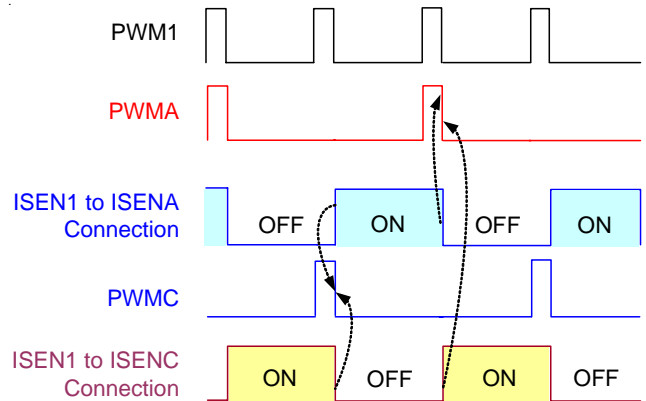 PWM1
PWMA
ISEN1 to ISENA
Connection
OFF ON OFF ON
PWMC
ISEN1 to ISENC
Connection
ON OFF ON OFF